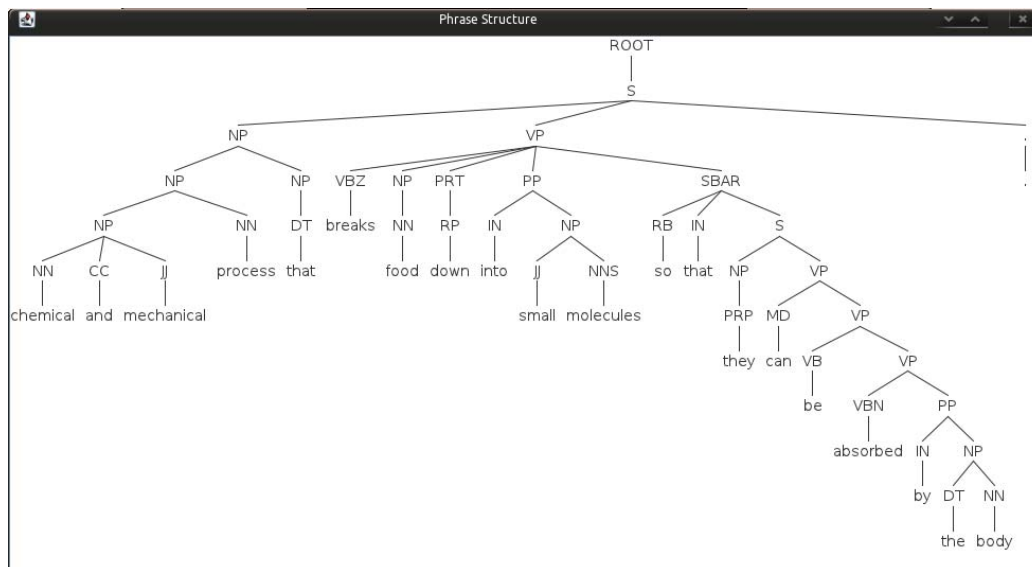 Phrase Structure
ROOT
S
NP VP .
NP NP VBZ NP PRT PP SBAR
NP NN DT breaks NN RP IN NP RB IN S
NN CC JJ process that food down into JJ NNS so that NP VP
chemical and mechanical small molecules PRP MD VP
they can VB VP
be VBN PP
absorbed IN NP
by DT NN
the body